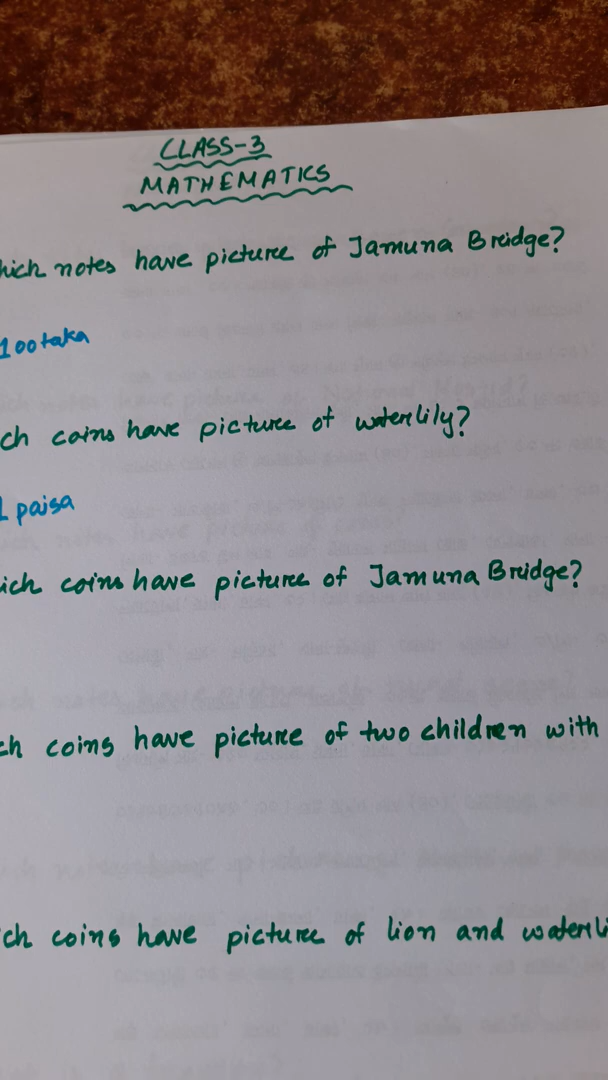 CLASS-3
MATHEMATICS
hich notes have picture of Jamuna Bridge?
100 taka
ch coins have picture of waterlily?
1 paisa
ich coins have picture of Jamuna Bridge?
ch coins have picture of two children with
ch coins have picture of lion and waterli